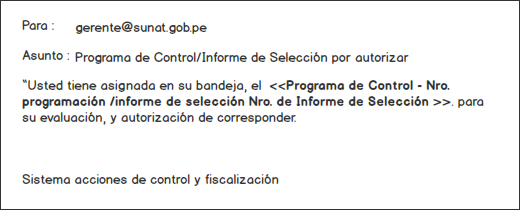 Para : gerente@sunat.gob.pe
Asunto : Programa de Control/Informe de Selección por autorizar
"Usted tiene asignada en su bandeja, el <<Programa de Control - Nro.
programación /informe de selección Nro. de Informe de Selección >>. para
su evaluación, y autorización de corresponder.
Sistema acciones de control y fiscalización